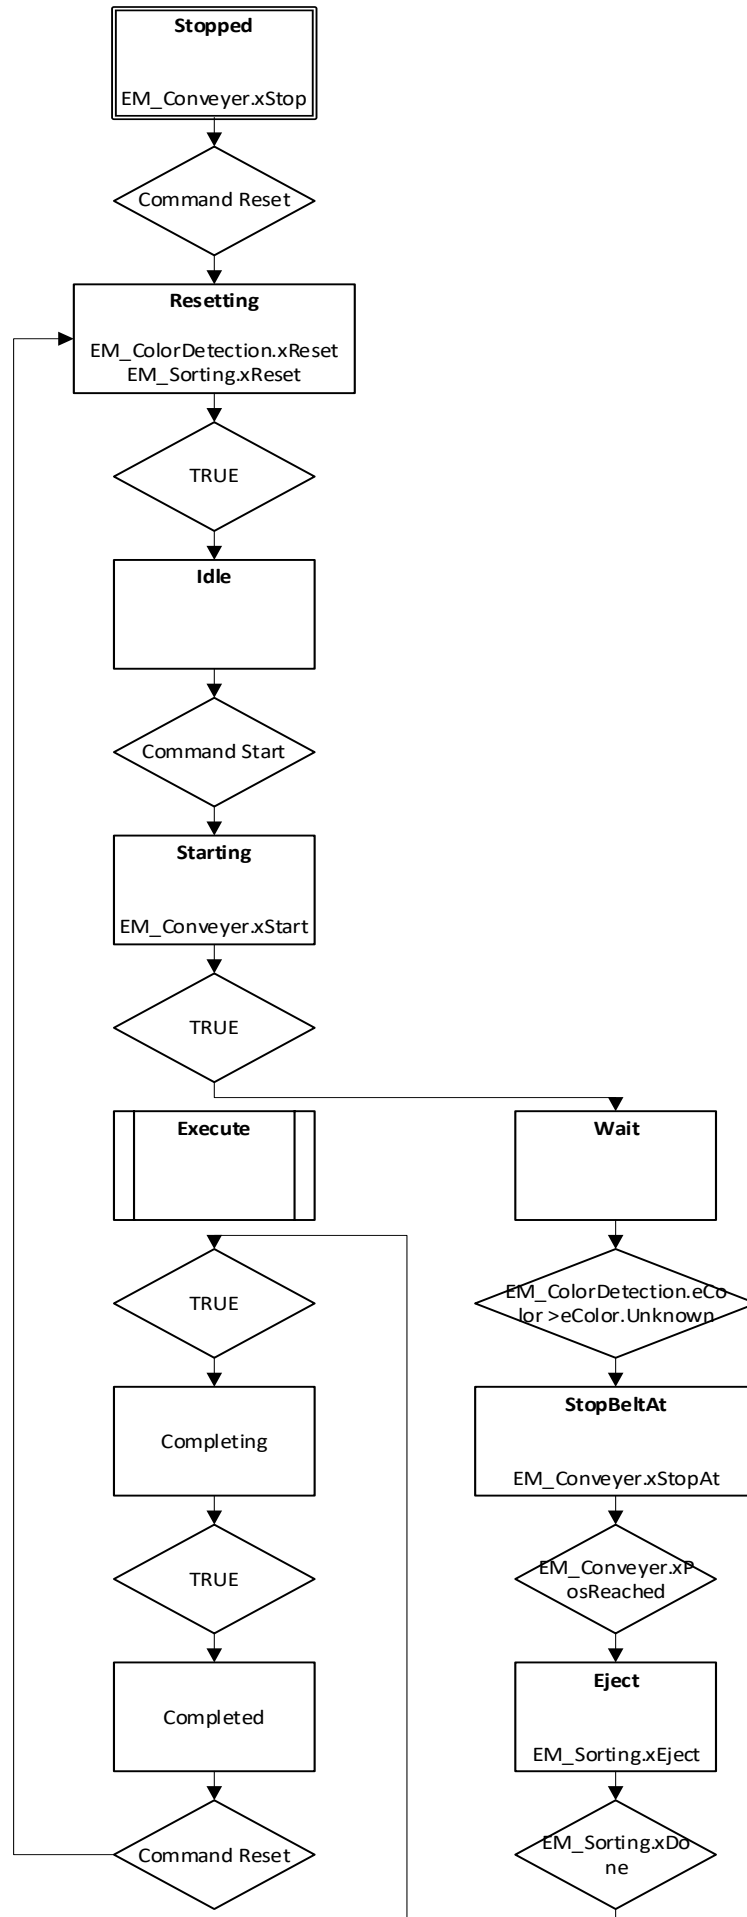 Stopped
EM_Conveyer.xStop
Command Reset
Resetting
EM_ColorDetection.xReset
EM_Sorting.xReset
TRUE
Idle
Command Start
Starting
EM_Conveyer.xStart
TRUE
Execute
TRUE
Completing
TRUE
Completed
Command Reset
Wait
EM_ColorDetection.eCo
lor >eColor.Unknown
StopBeltAt
EM_Conveyer.xStopAt
EM_Conveyer.xP
osReached
Eject
EM_Sorting.xEject
EM_Sorting.xDo
ne